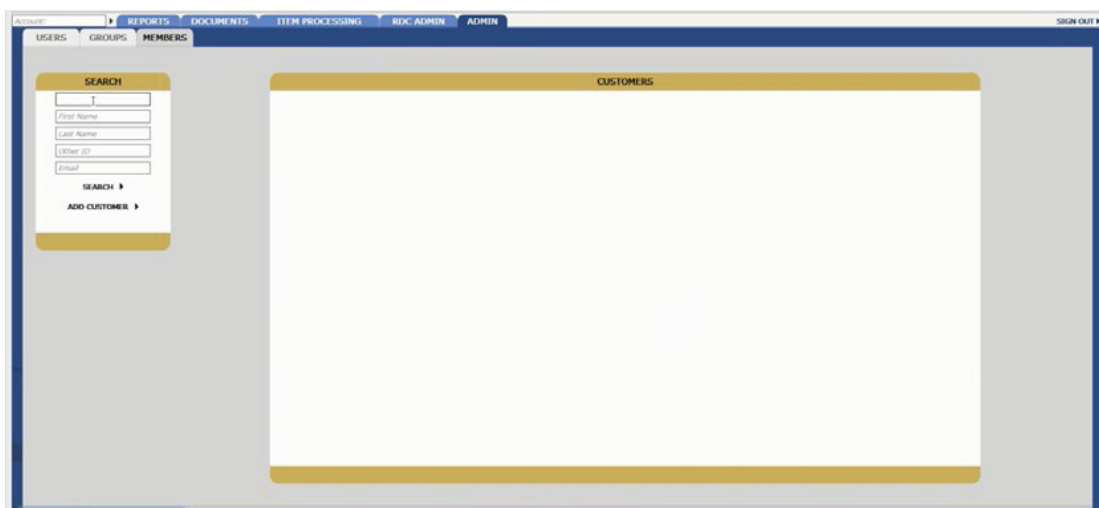 Account: REPORTS DOCUMENTS ITEM PROCESSING RDC ADMIN ADMIN SIGN OUT
USERS GROUPS MEMBERS
SEARCH
First Name
Last Name
Other ID
Email
SEARCH
ADD CUSTOMER
CUSTOMERS